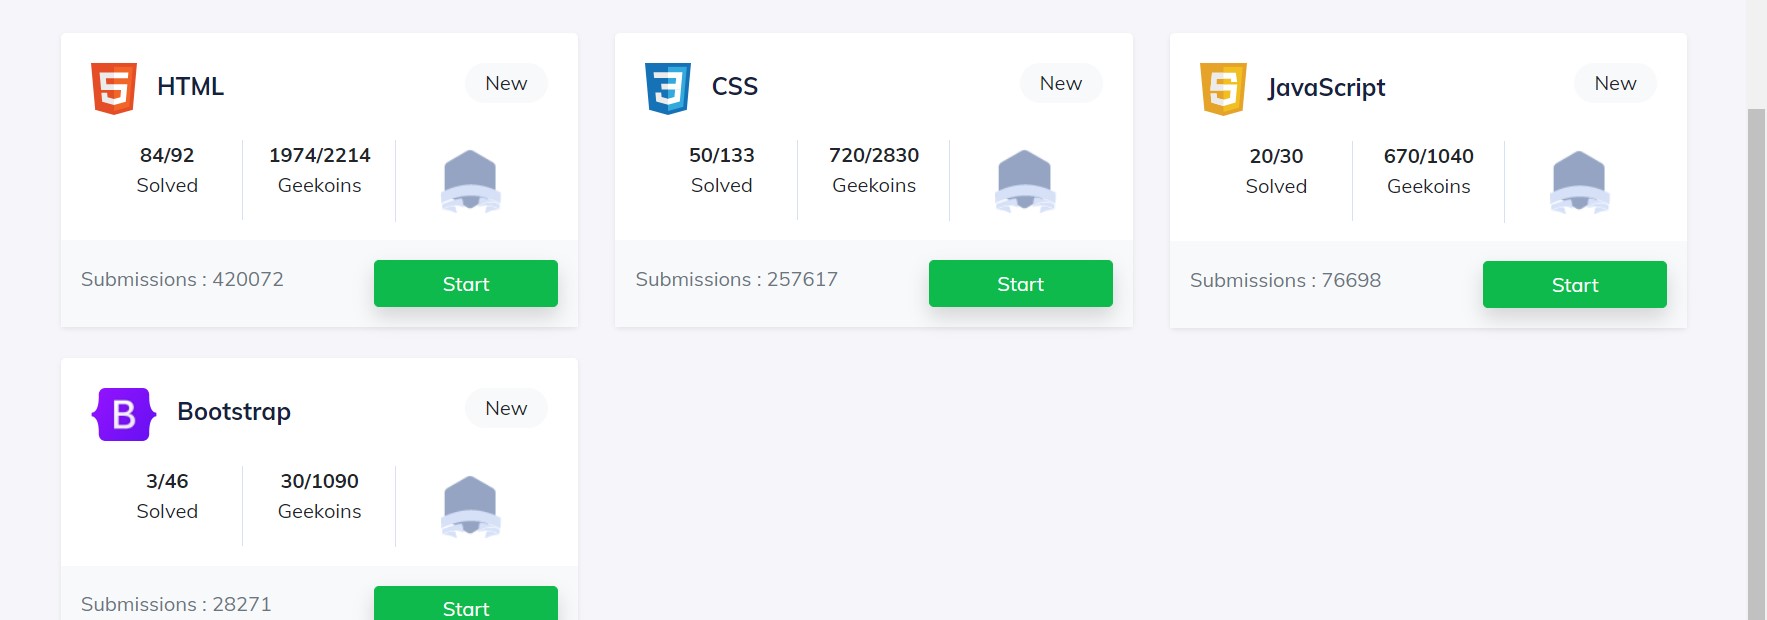 HTML
New
84/92
Solved
1974/2214
Geekoins
Submissions : 420072
Start
CSS
New
50/133
Solved
720/2830
Geekoins
Submissions : 257617
Start
JavaScript
New
20/30
Solved
670/1040
Geekoins
Submissions : 76698
Start
B
Bootstrap
New
3/46
Solved
30/1090
Geekoins
Submissions : 28271
Start